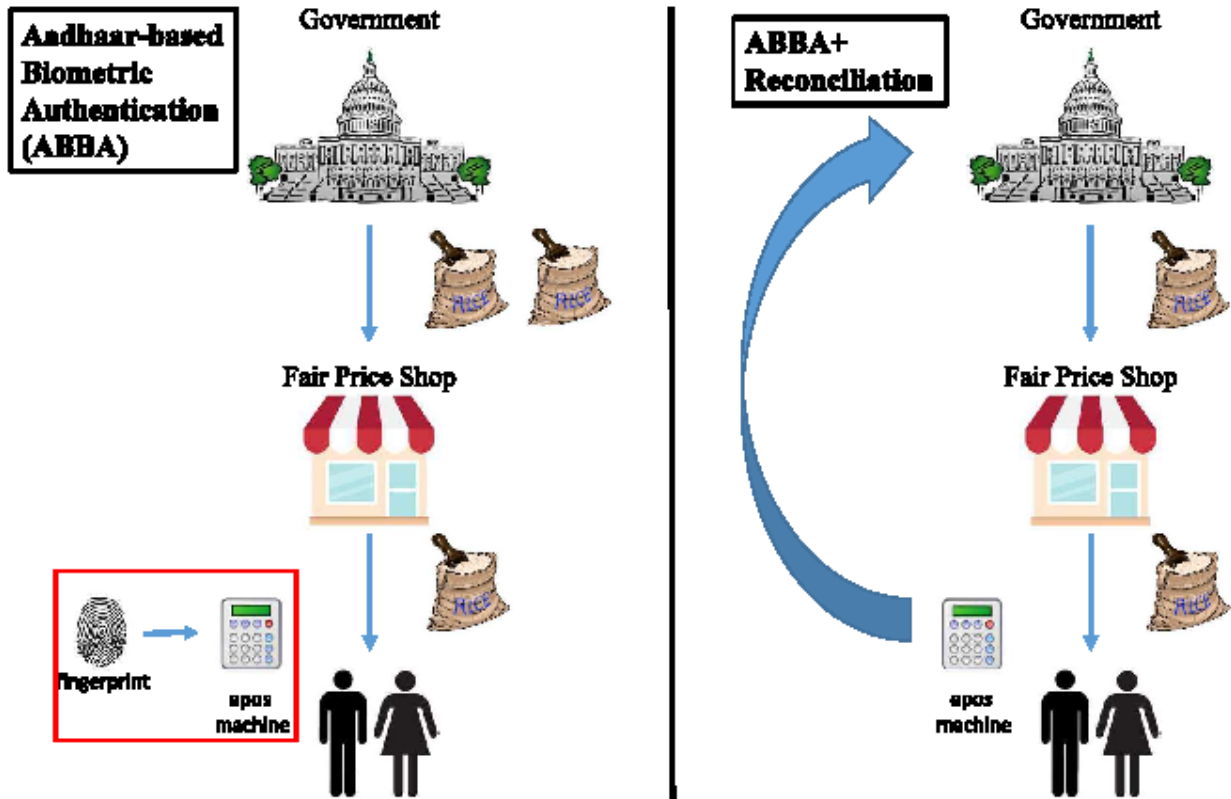 Aadhaar-based
Biometric
Authentication
(ABBA)
Government
RICE
RICE
Fair Price Shop
RICE
fingerprint
epos
machine
ABBA+
Reconciliation
Government
RICE
Fair Price Shop
RICE
epos
machine